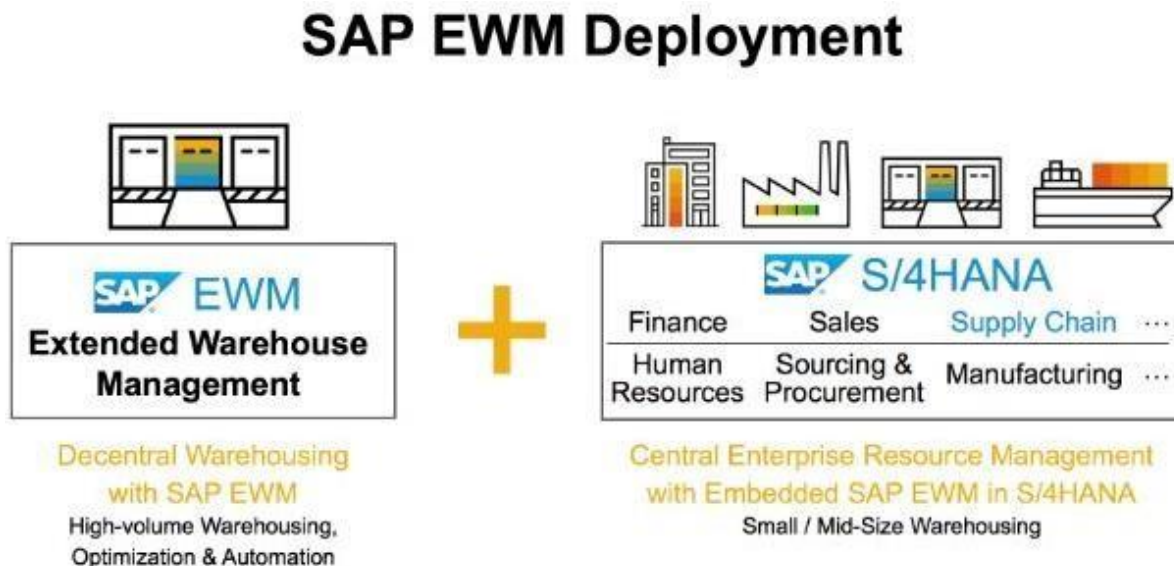 SAP EWM Deployment
SAP EWM
Extended Warehouse
Management
Decentral Warehousing
with SAP EWM
High-volume Warehousing,
Optimization & Automation
SAP S/4HANA
Finance Sales Supply Chain ...
Human Resources Sourcing & Procurement Manufacturing ...
Central Enterprise Resource Management
with Embedded SAP EWM in S/4HANA
Small / Mid-Size Warehousing